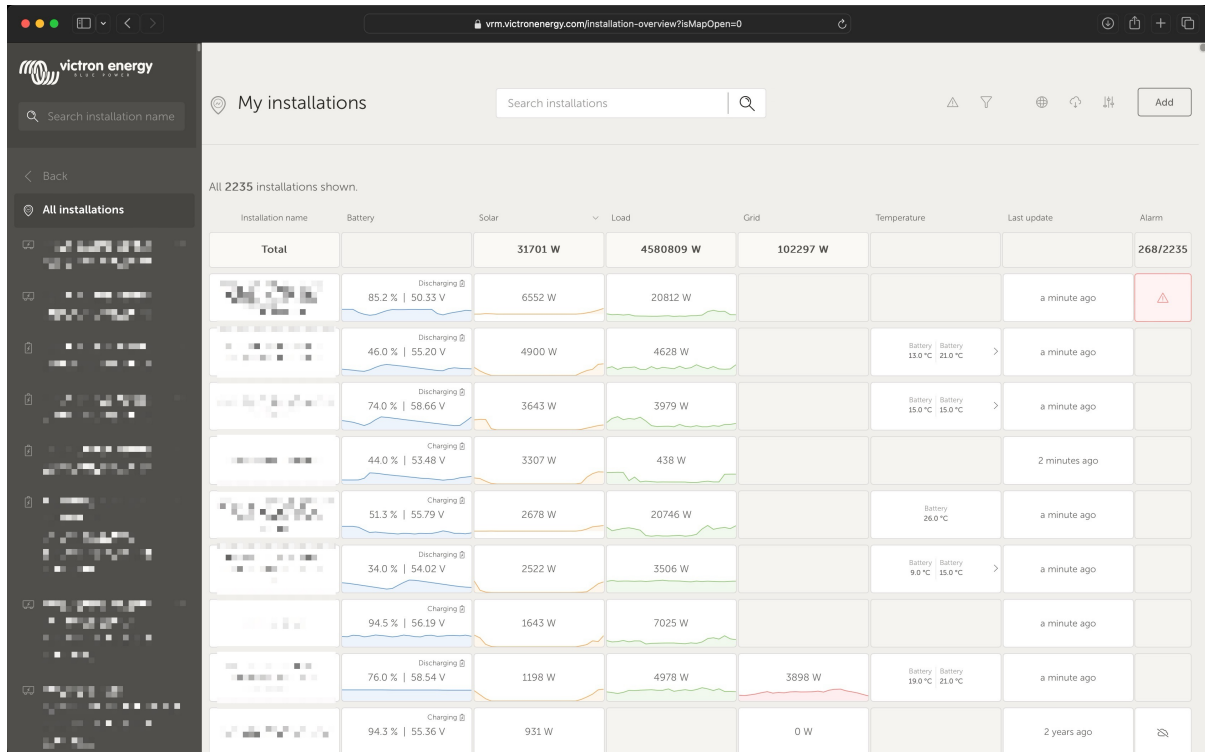 vrm.victronenergy.com/installation-overview?isMapOpen=0
victron energy
BLUE POWER
Search installation name
Back
All installations
My installations
Search installations
Add
All 2235 installations shown.
Installation name Battery Solar Load Grid Temperature Last update Alarm
Total 31701 W 4580809 W 102297 W 268/2235
Discharging
85.2 % | 50.33 V 6552 W 20812 W a minute ago
Discharging
46.0 % | 55.20 V 4900 W 4628 W Battery 13.0 °C Battery 21.0 °C a minute ago
Discharging
74.0 % | 58.66 V 3643 W 3979 W Battery 15.0 °C Battery 15.0 °C a minute ago
Charging
44.0 % | 53.48 V 3307 W 438 W 2 minutes ago
Charging
51.3 % | 55.79 V 2678 W 20746 W Battery 26.0 °C a minute ago
Discharging
34.0 % | 54.02 V 2522 W 3506 W Battery 9.0 °C Battery 15.0 °C a minute ago
Charging
94.5 % | 56.19 V 1643 W 7025 W a minute ago
Discharging
76.0 % | 58.54 V 1198 W 4978 W 3898 W Battery 19.0 °C Battery 21.0 °C a minute ago
Charging
94.3 % | 55.36 V 931 W 0 W 2 years ago